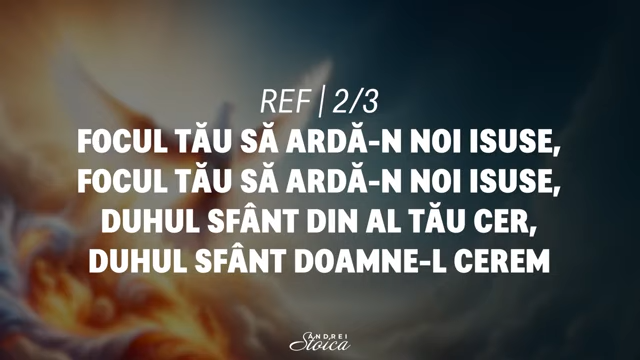 REF | 2/3
FOCUL TĂU SĂ ARDĂ-N NOI ISUSE,
FOCUL TĂU SĂ ARDĂ-N NOI ISUSE,
DUHUL SFÂNT DIN AL TĂU CER,
DUHUL SFÂNT DOAMNE-L CEREM
ANDREI
Stoica